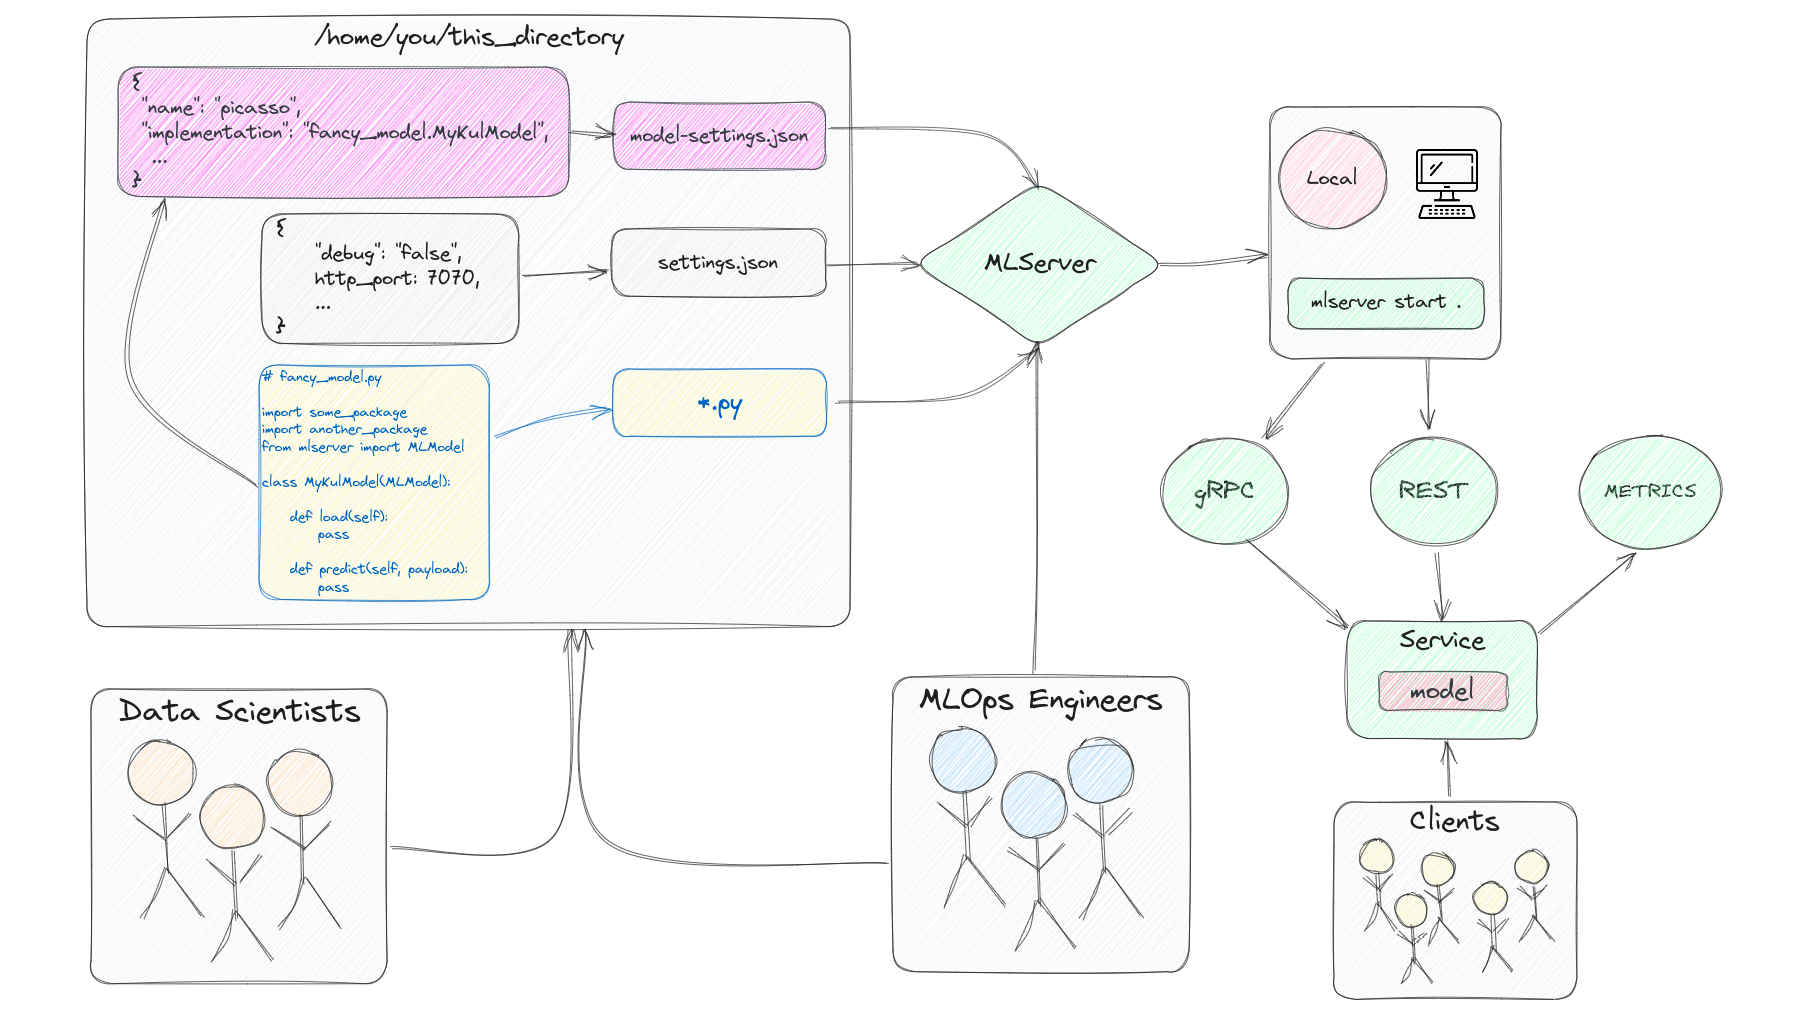 /home/you/this_directory
{
"name": "picasso",
"implementation": "fancy_model.MyKulModel",
...
}
model-settings.json
{
"debug": "false",
http_port: 7070,
...
}
settings.json
# fancy_model.py
import some_package
import another_package
from mlserver import MLModel
class MyKulModel(MLModel):
def load(self):
pass
def predict(self, payload):
pass
*.py
MLServer
Local
mlserver start .
gRPC
REST
METRICS
Service
model
Data Scientists
MLOps Engineers
Clients